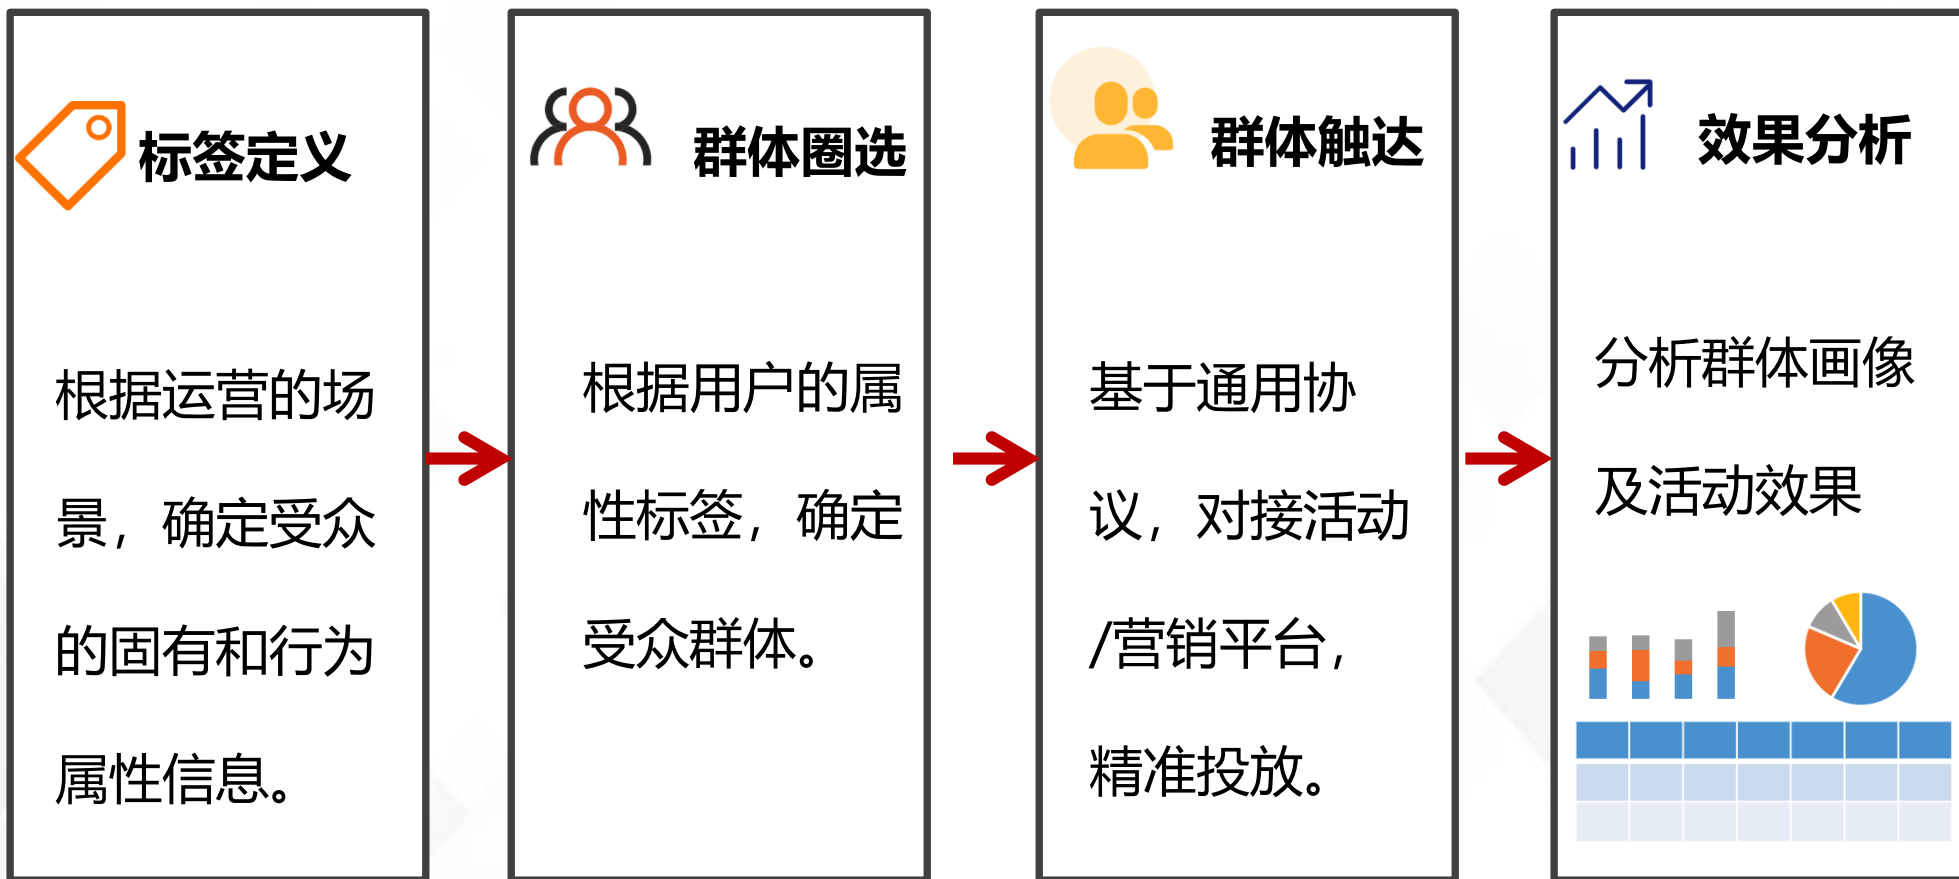 标签定义
根据运营的场
景，确定受众
的固有和行为
属性信息。
群体圈选
根据用户的属
性标签，确定
受众群体。
群体触达
基于通用协
议，对接活动
/营销平台，
精准投放。
效果分析
分析群体画像
及活动效果